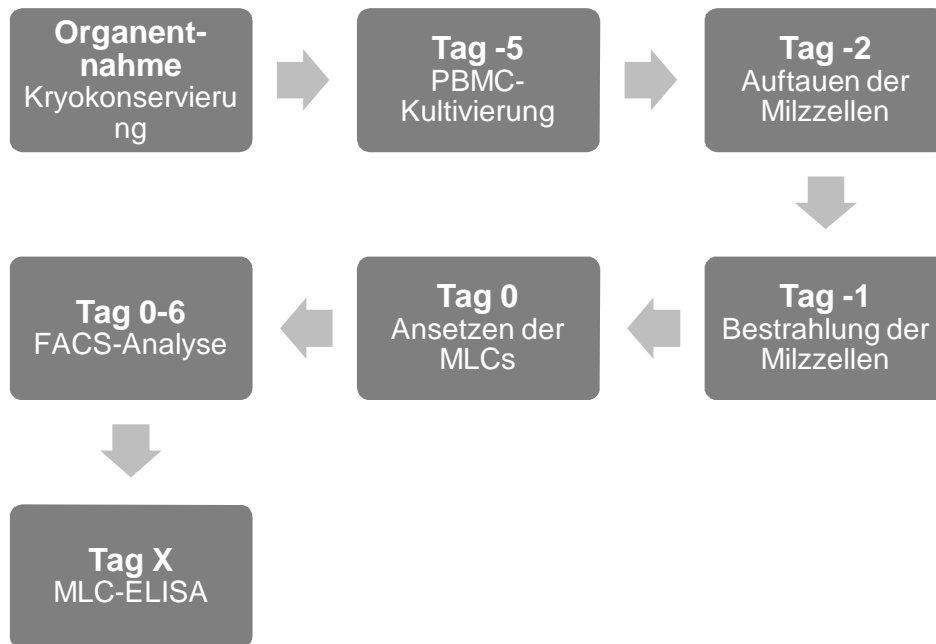 Organent-
nahme
Kryokonservieru
ng
Tag -5
PBMC-
Kultivierung
Tag -2
Auftauen der
Milzzellen
Tag -1
Bestrahlung der
Milzzellen
Tag 0
Ansetzen der
MLCs
Tag 0-6
FACS-Analyse
Tag X
MLC-ELISA